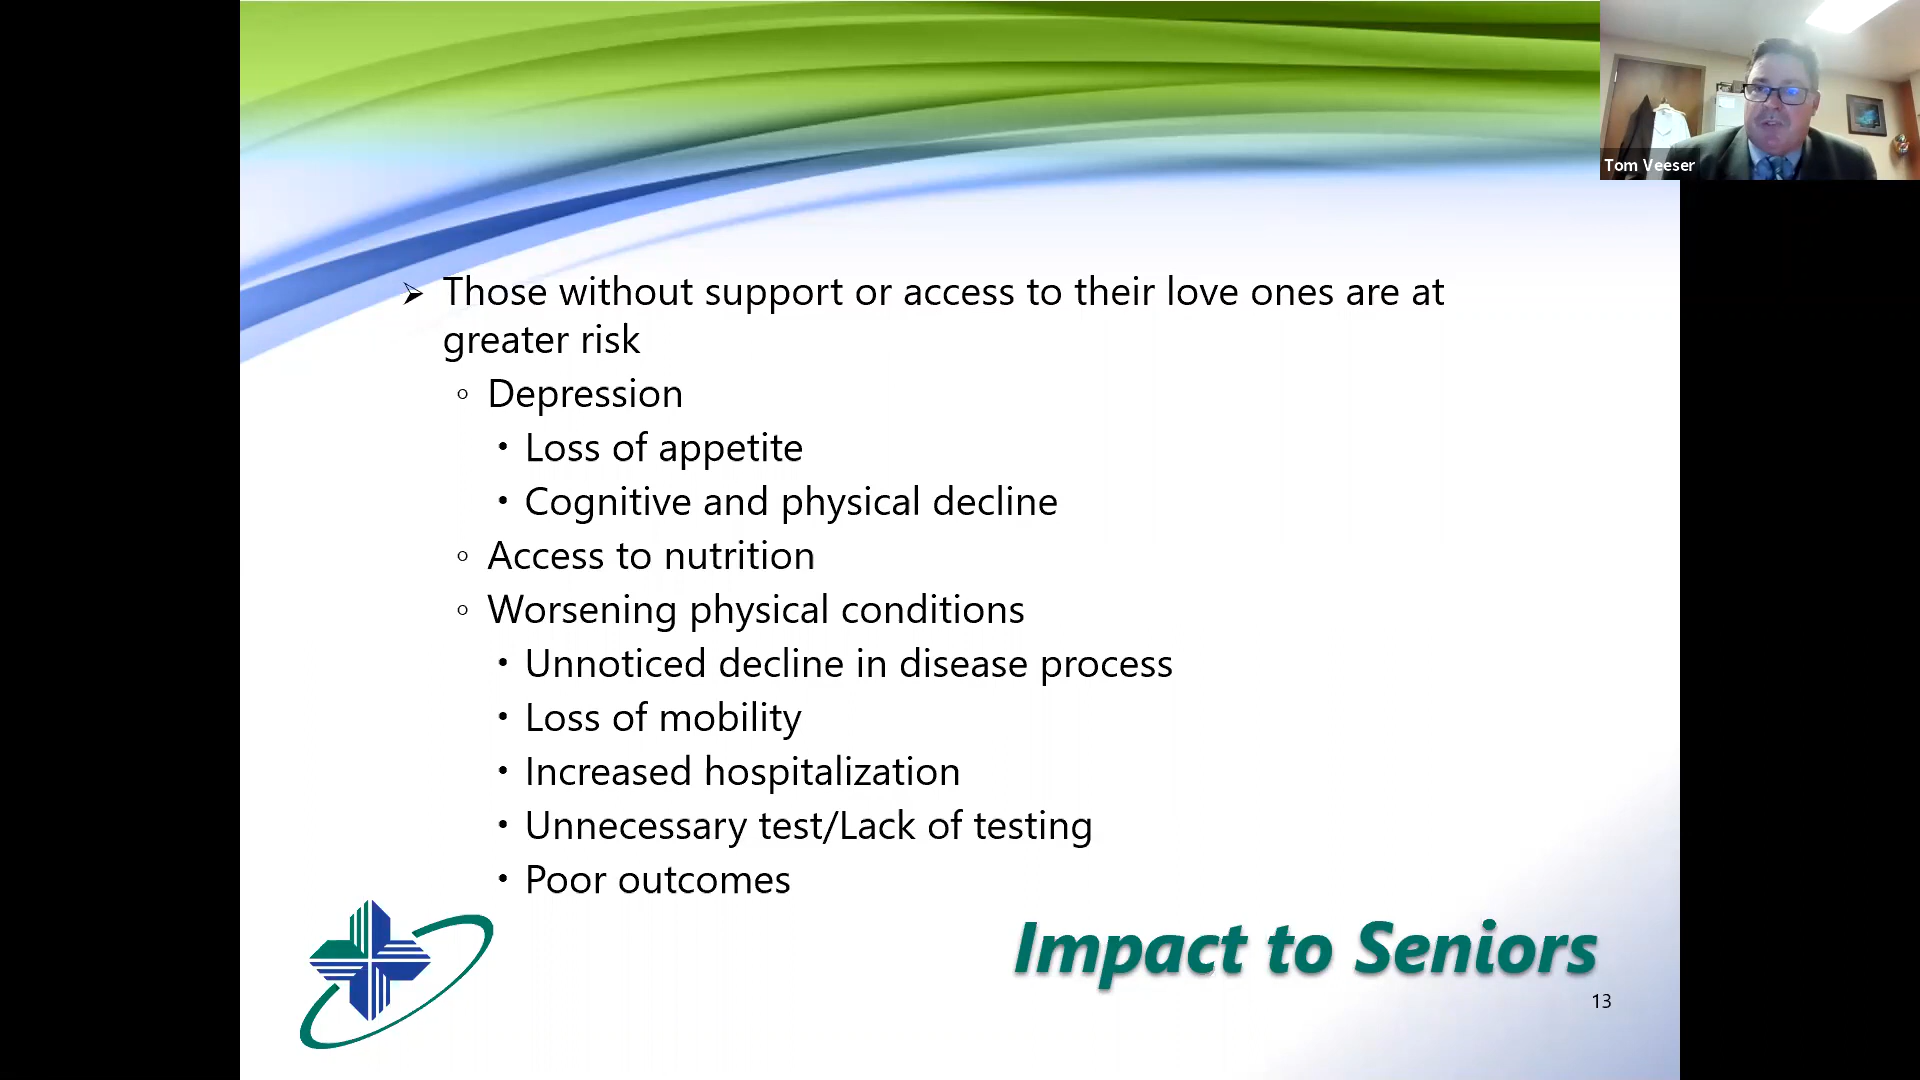 Tom Veeser
➢ Those without support or access to their love ones are at
greater risk
◦ Depression
▪ Loss of appetite
▪ Cognitive and physical decline
◦ Access to nutrition
◦ Worsening physical conditions
▪ Unnoticed decline in disease process
▪ Loss of mobility
▪ Increased hospitalization
▪ Unnecessary test/Lack of testing
▪ Poor outcomes
Impact to Seniors
13